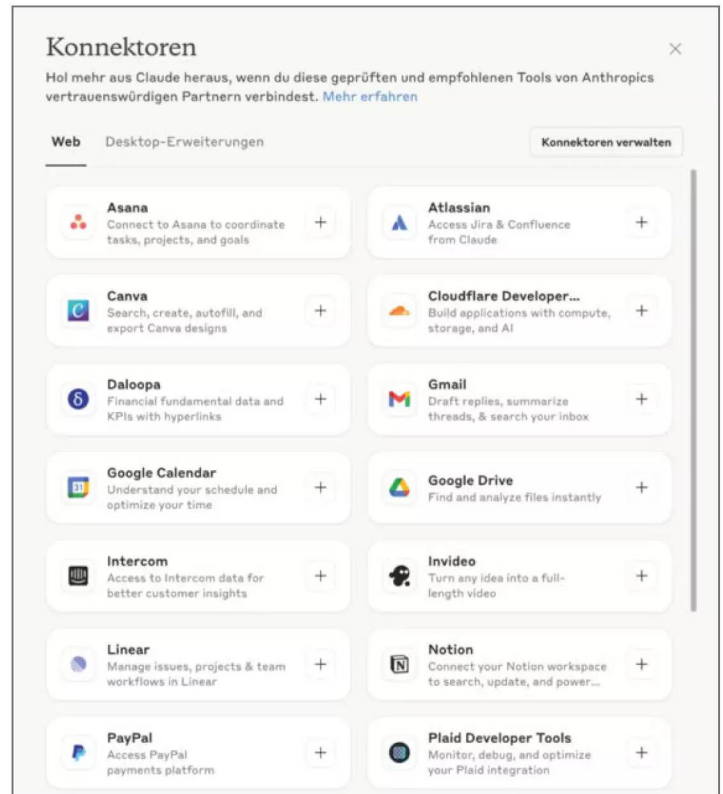 Konnektoren
Hol mehr aus Claude heraus, wenn du diese geprüften und empfohlenen Tools von Anthropics
vertrauenswürdigen Partnern verbindest. Mehr erfahren
Web
Desktop-Erweiterungen
Konnektoren verwalten
Asana
Connect to Asana to coordinate
tasks, projects, and goals
Atlassian
Access Jira & Confluence
from Claude
Canva
Search, create, autofill, and
export Canva designs
Cloudflare Developer...
Build applications with compute,
storage, and AI
Daloopa
Financial fundamental data and
KPIs with hyperlinks
Gmail
Draft replies, summarize
threads, & search your inbox
Google Calendar
Understand your schedule and
optimize your time
Google Drive
Find and analyze files instantly
Intercom
Access to Intercom data for
better customer insights
Invideo
Turn any idea into a full-
length video
Linear
Manage issues, projects & team
workflows in Linear
Notion
Connect your Notion workspace
to search, update, and power...
PayPal
Access PayPal
payments platform
Plaid Developer Tools
Monitor, debug, and optimize
your Plaid integration